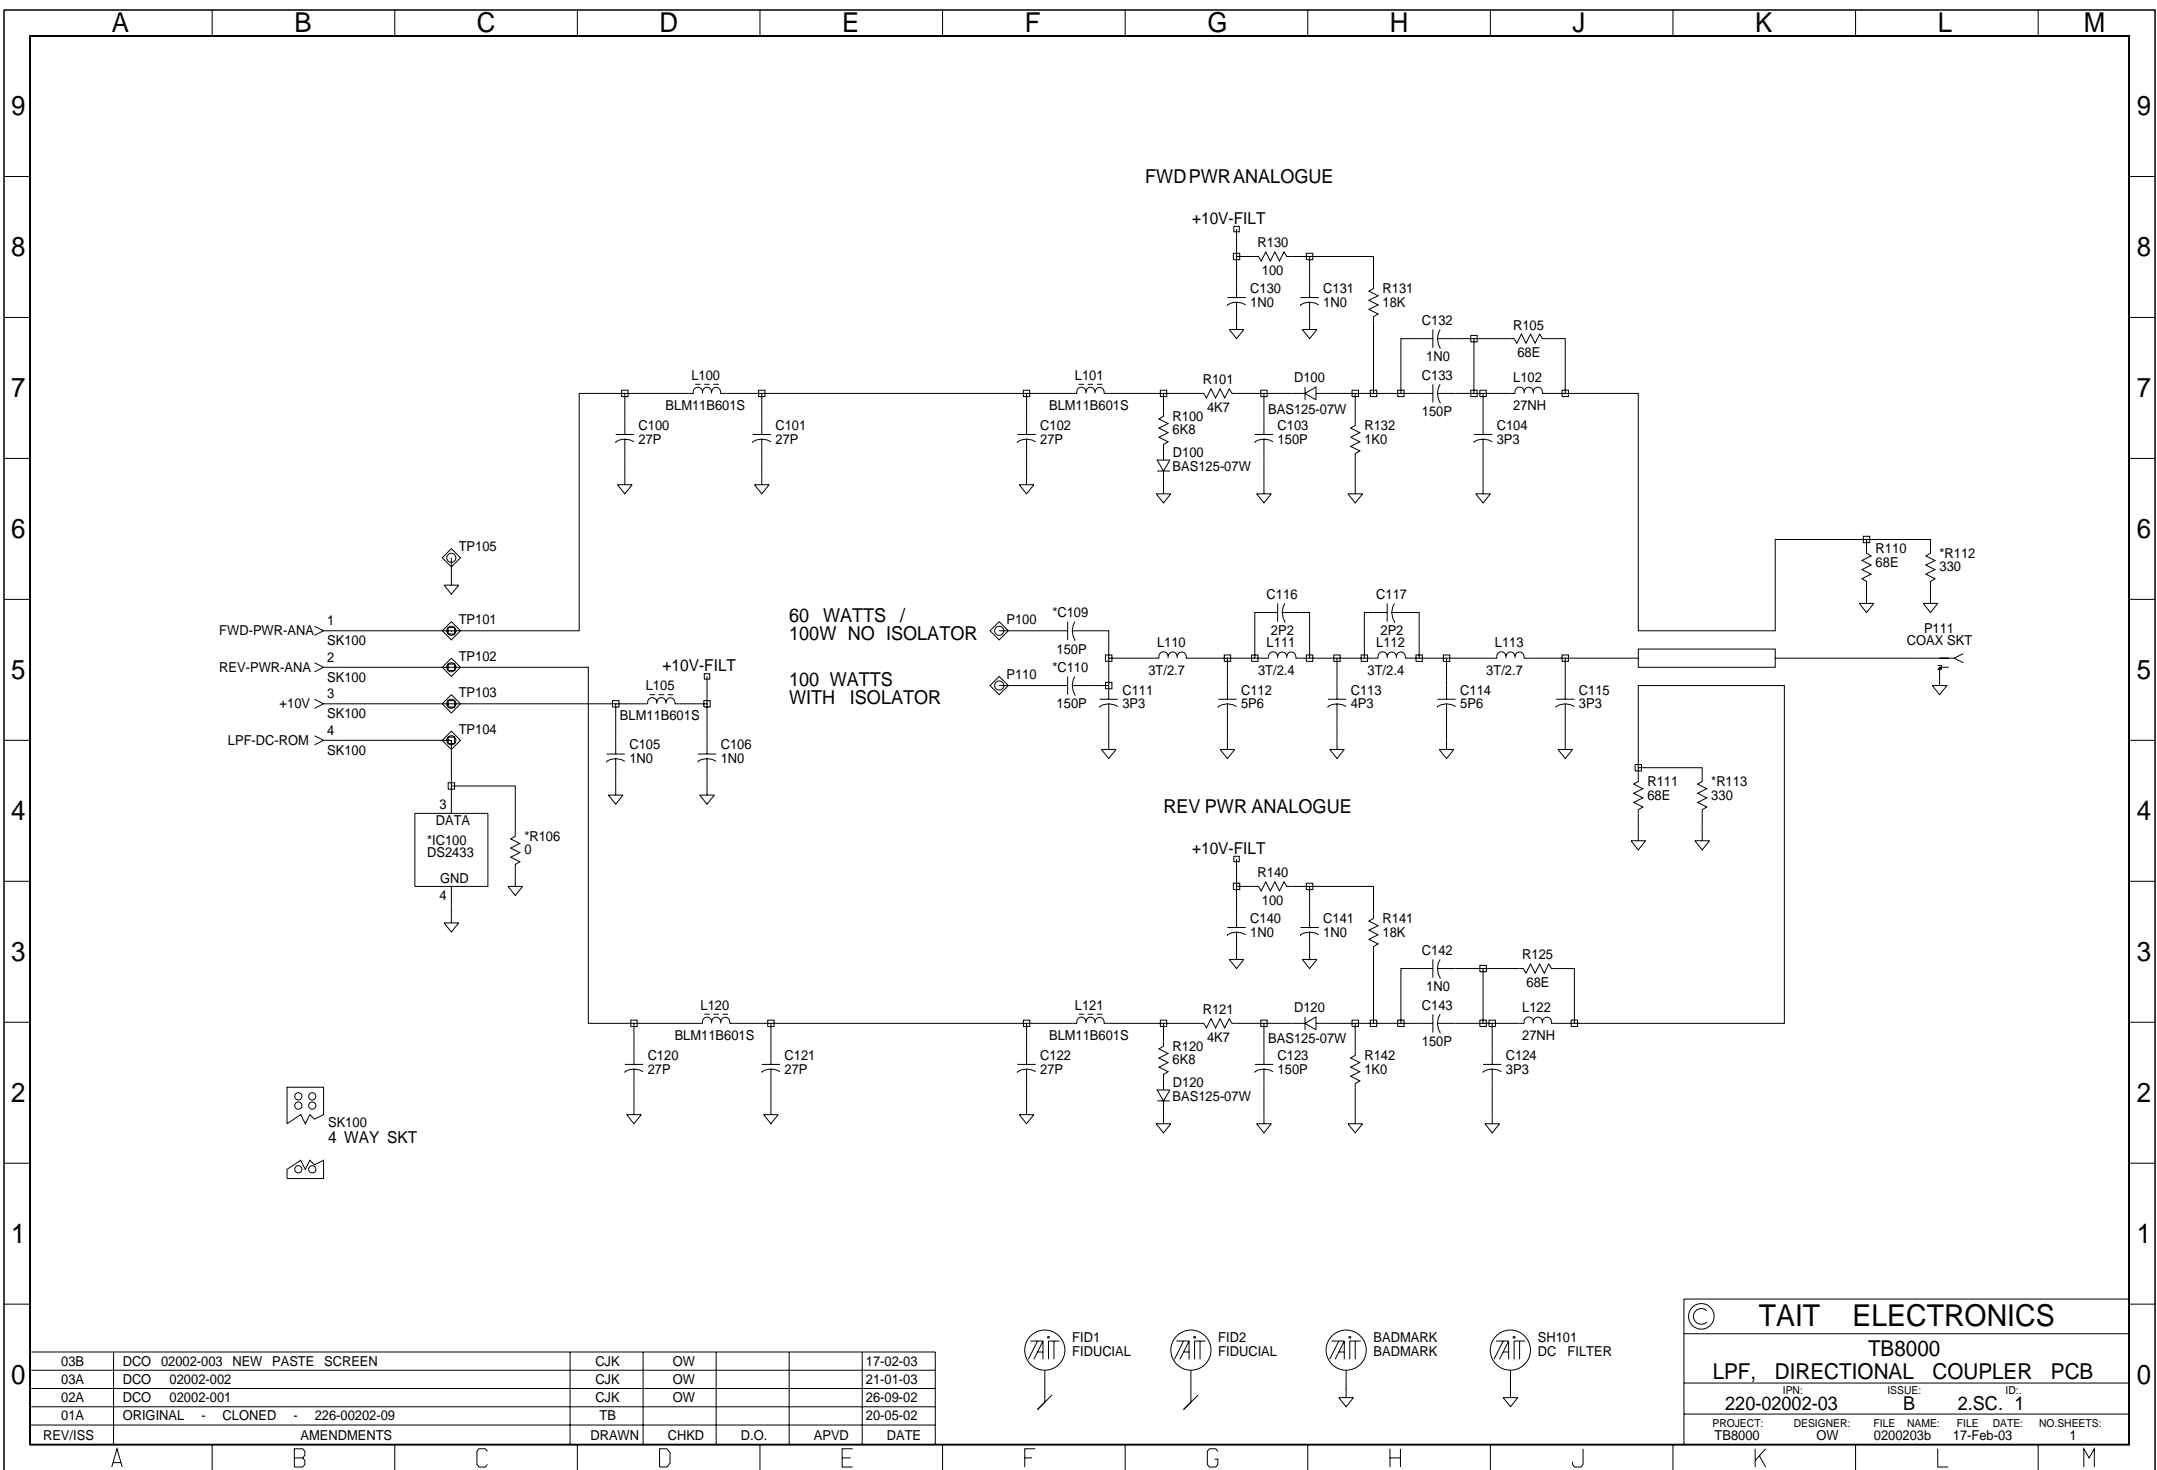 A B C D E F G H J K L M
9 9
FWD PWR ANALOGUE
+10V-FILT
8 8
R130
100
C130
1N0
C131
1N0
R131
18K
C132
1N0
R105
68E
7 7
L100
BLM11B601S
L101
BLM11B601S
R101
4K7
D100
BAS125-07W
C133
150P
L102
27NH
C100
27P
C101
27P
C102
27P
R100
6K8
D100
BAS125-07W
C103
150P
R132
1K0
C104
3P3
6 6
TP105
R110
68E
*R112
330
60 WATTS /
100W NO ISOLATOR
P100
*C109
150P
C116
2P2
C117
2P2
P111
COAX SKT
FWD-PWR-ANA
1
SK100
TP101
5 5
REV-PWR-ANA
2
SK100
TP102
+10V-FILT
L105
BLM11B601S
100 WATTS
WITH ISOLATOR
P110
*C110
150P
L110
3T/2.7
L111
3T/2.4
L112
3T/2.4
L113
3T/2.7
+10V
3
SK100
TP103
C111
3P3
C112
5P6
C113
4P3
C114
5P6
C115
3P3
LPF-DC-ROM
4
SK100
TP104
C105
1N0
C106
1N0
4 4
3
DATA
*IC100
DS2433
GND
4
*R106
0
R111
68E
*R113
330
REV PWR ANALOGUE
+10V-FILT
R140
100
3 3
C140
1N0
C141
1N0
R141
18K
C142
1N0
R125
68E
L120
BLM11B601S
L121
BLM11B601S
R121
4K7
D120
BAS125-07W
C143
150P
L122
27NH
2 2
C120
27P
C121
27P
C122
27P
R120
6K8
D120
BAS125-07W
C123
150P
R142
1K0
C124
3P3
SK100
4 WAY SKT
1 1
0 0
TAIT
FID1
FIDUCIAL
TAIT
FID2
FIDUCIAL
TAIT
BADMARK
BADMARK
TAIT
SH101
DC FILTER
03B DCO 02002-003 NEW PASTE SCREEN CJK OW 17-02-03
03A DCO 02002-002 CJK OW 21-01-03
02A DCO 02002-001 CJK OW 26-09-02
01A ORIGINAL - CLONED - 226-00202-09 TB 20-05-02
REV/ISS AMENDMENTS DRAWN CHKD D.O. APVD DATE
© TAIT ELECTRONICS
TB8000
LPF, DIRECTIONAL COUPLER PCB
IPN: ISSUE: ID:.
220-02002-03 B 2.SC. 1
PROJECT: DESIGNER: FILE NAME: FILE DATE: NO.SHEETS:
TB8000 OW 0200203b 17-Feb-03 1
A B C D E F G H J K L M